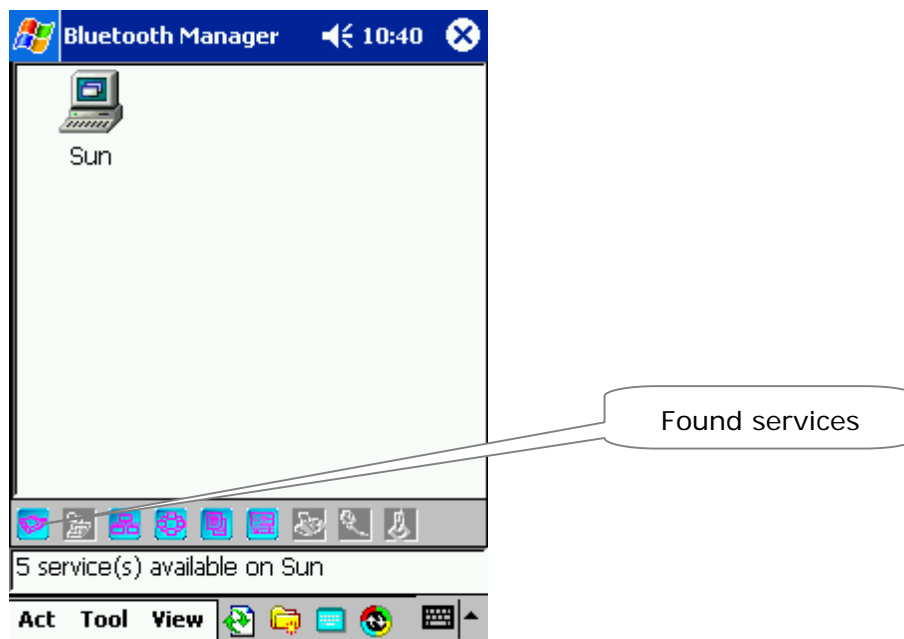 Bluetooth Manager 10:40
Sun
Found services
5 service(s) available on Sun
Act Tool View